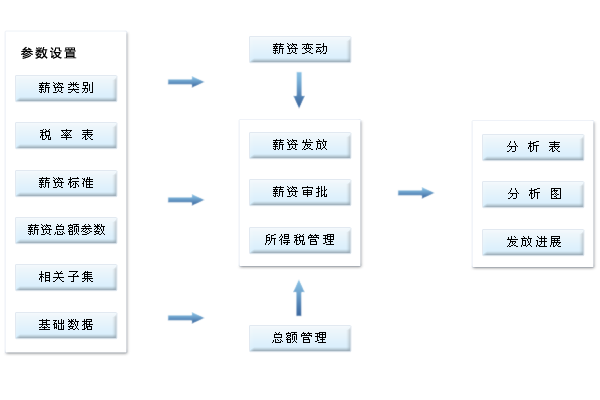 参数设置
薪资类别
税 率 表
薪资标准
薪资总额参数
相关子集
基础数据
薪资变动
薪资发放
薪资审批
所得税管理
总额管理
分 析 表
分 析 图
发放进展